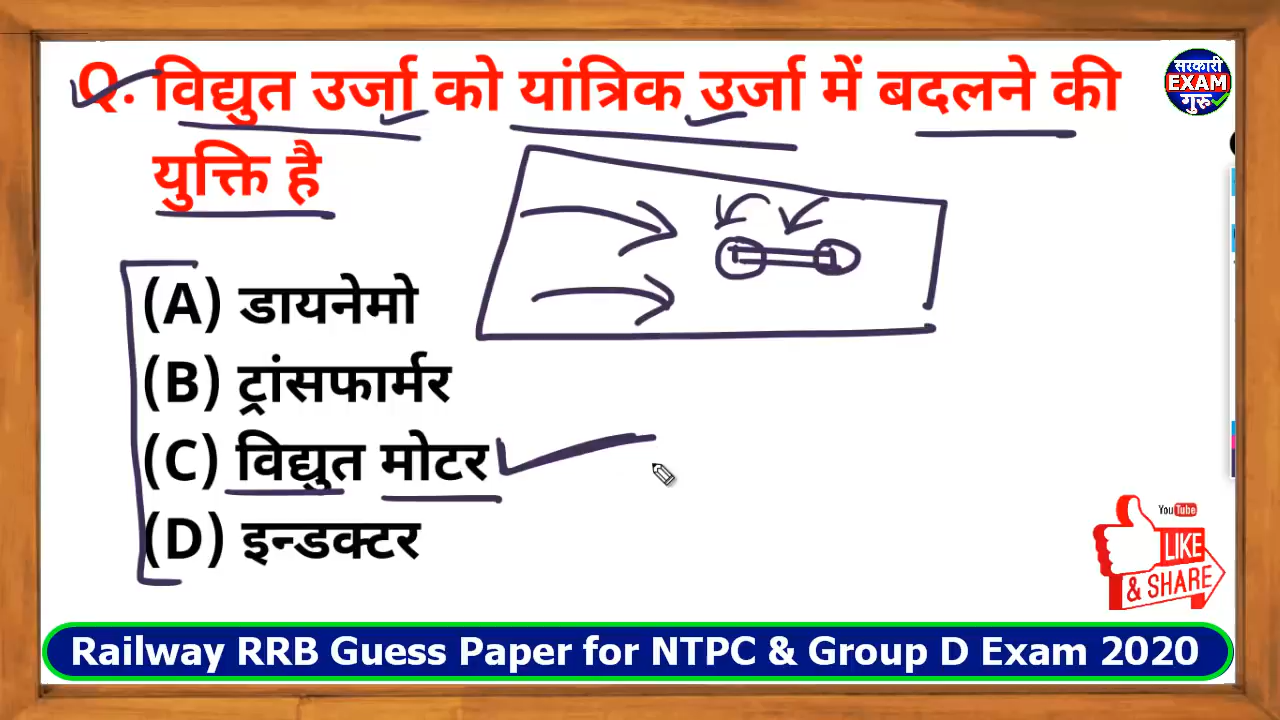 Q. विद्युत उर्जा को यांत्रिक उर्जा में बदलने की
युक्ति है
(A) डायनेमो
(B) ट्रांसफार्मर
(C) विद्युत मोटर
(D) इन्डक्टर
सरकारी
EXAM
गुरु
YouTube
LIKE
& SHARE
Railway RRB Guess Paper for NTPC & Group D Exam 2020